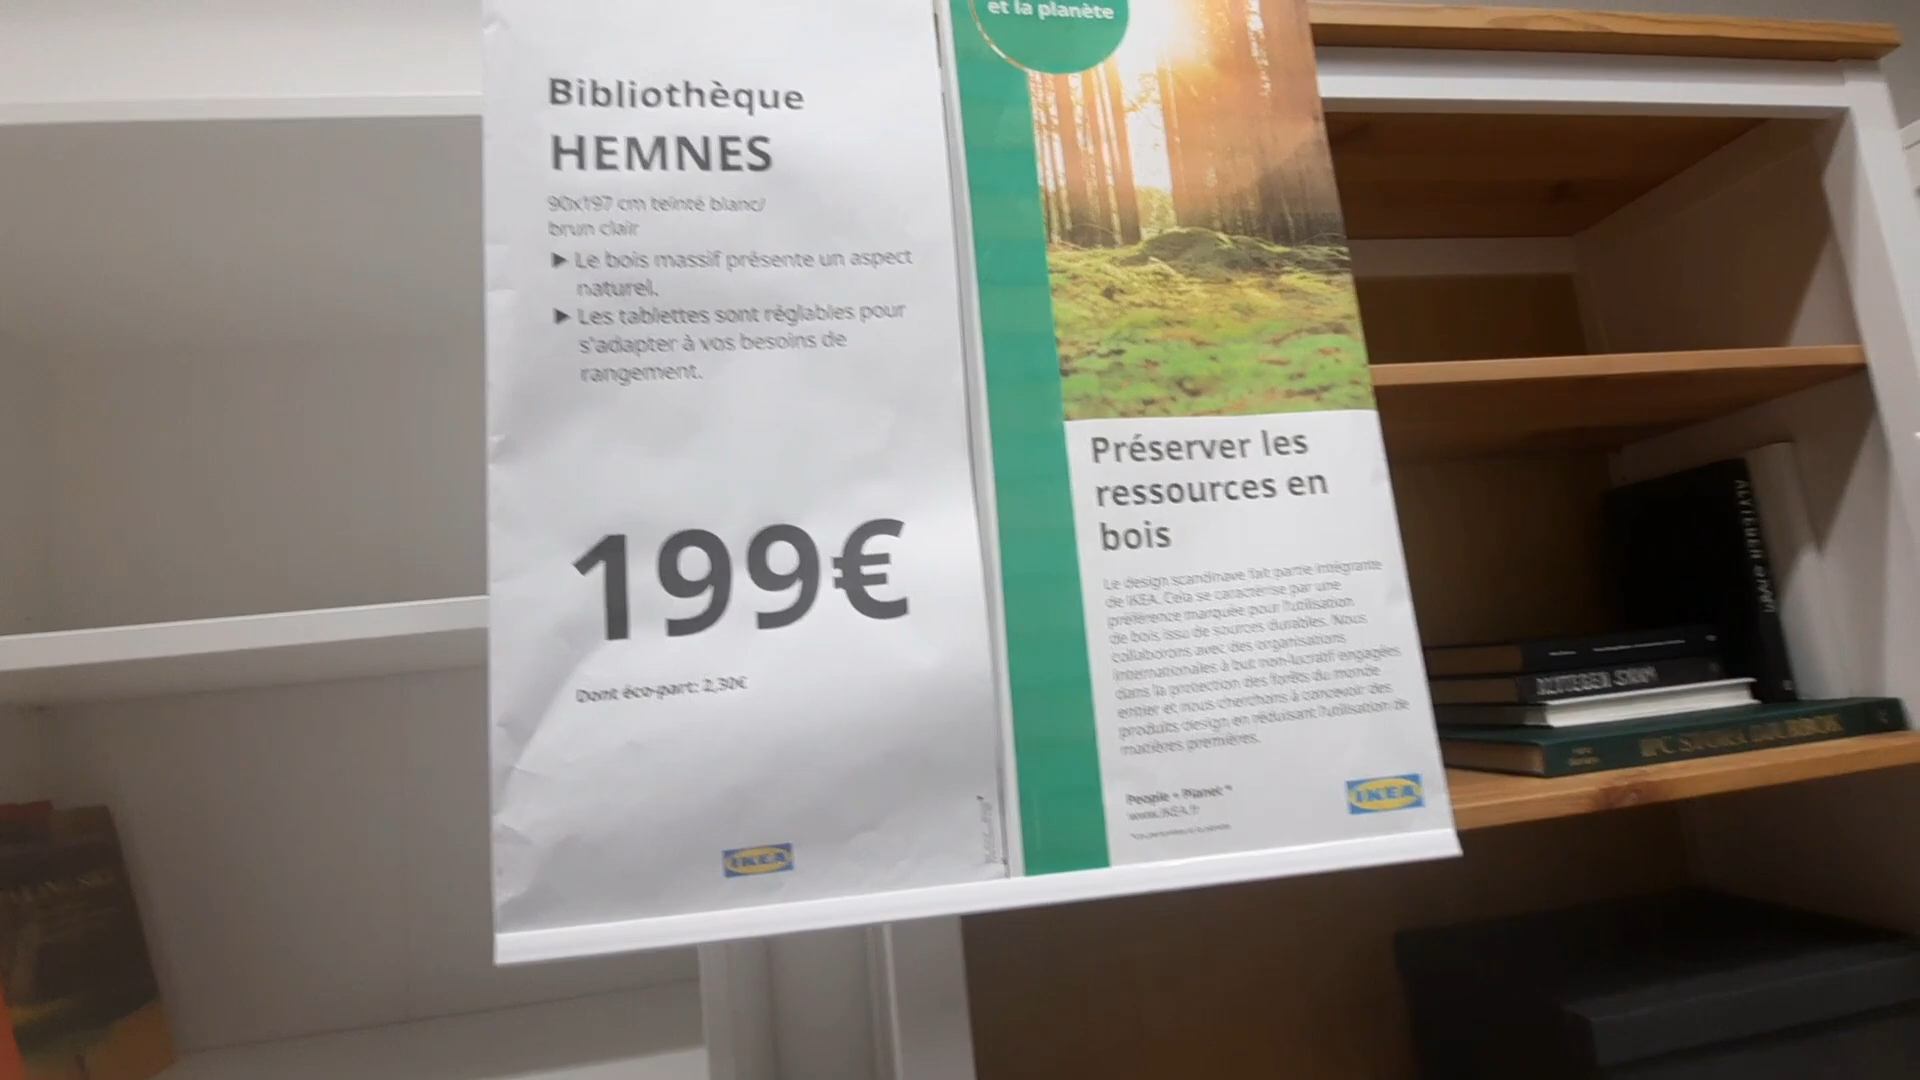 Bibliothèque
HEMNES
90x197 cm teinté blanc/
brun clair
► Le bois massif présente un aspect
naturel.
► Les tablettes sont réglables pour
s'adapter à vos besoins de
rangement.
199€
Dont éco-part: 2,30€
IKEA
et la planète
Préserver les
ressources en
bois
Le design scandinave fait partie intégrante
de IKEA. Cela se caractérise par une
préférence marquée pour l'utilisation
de bois issu de sources durables. Nous
collaborons avec des organisations
internationales à but non-lucratif engagées
dans la protection des forêts du monde
entier et nous cherchons à concevoir des
produits design en réduisant l'utilisation de
matières premières.
People + Planet
www.IKEA.fr
IKEA